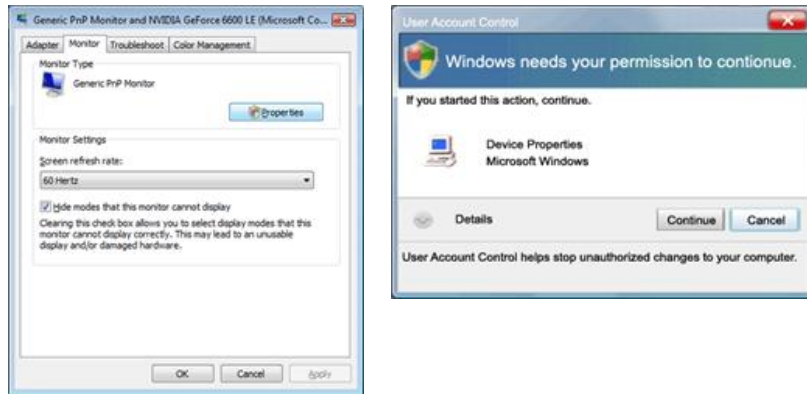 Generic PnP Monitor and NVIDIA GeForce 6600 LE (Microsoft Co...
Adapter Monitor Troubleshoot Color Management
Monitor Type
Generic PnP Monitor
Properties
Monitor Settings
Screen refresh rate:
60 Hertz
Hide modes that this monitor cannot display
Clearing this check box allows you to select display modes that this
monitor cannot display correctly. This may lead to an unusable
display and/or damaged hardware.
OK Cancel Apply
User Account Control
Windows needs your permission to contionue.
If you started this action, continue.
Device Properties
Microsoft Windows
Details Continue Cancel
User Account Control helps stop unauthorized changes to your computer.